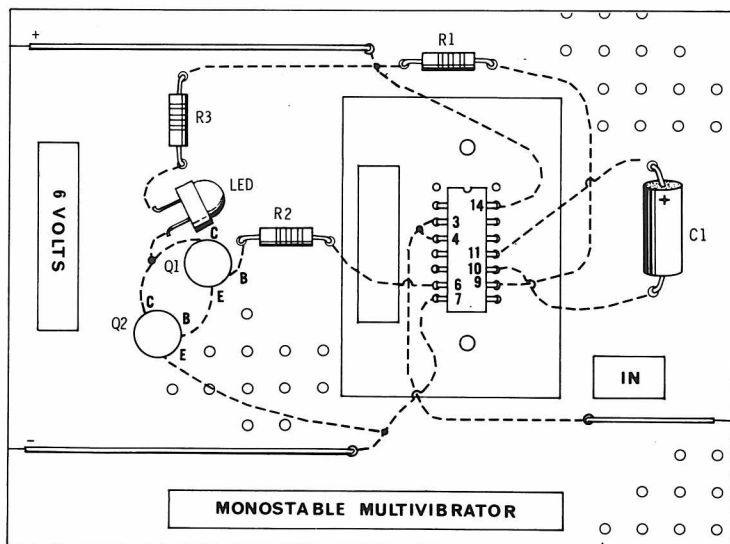 +
R1
R3
6 VOLTS
LED
R2
C
Q1
B
E
C
Q2
B
E
14
3
4
11
10
6
9
7
+
C1
IN
-
MONOSTABLE MULTIVIBRATOR